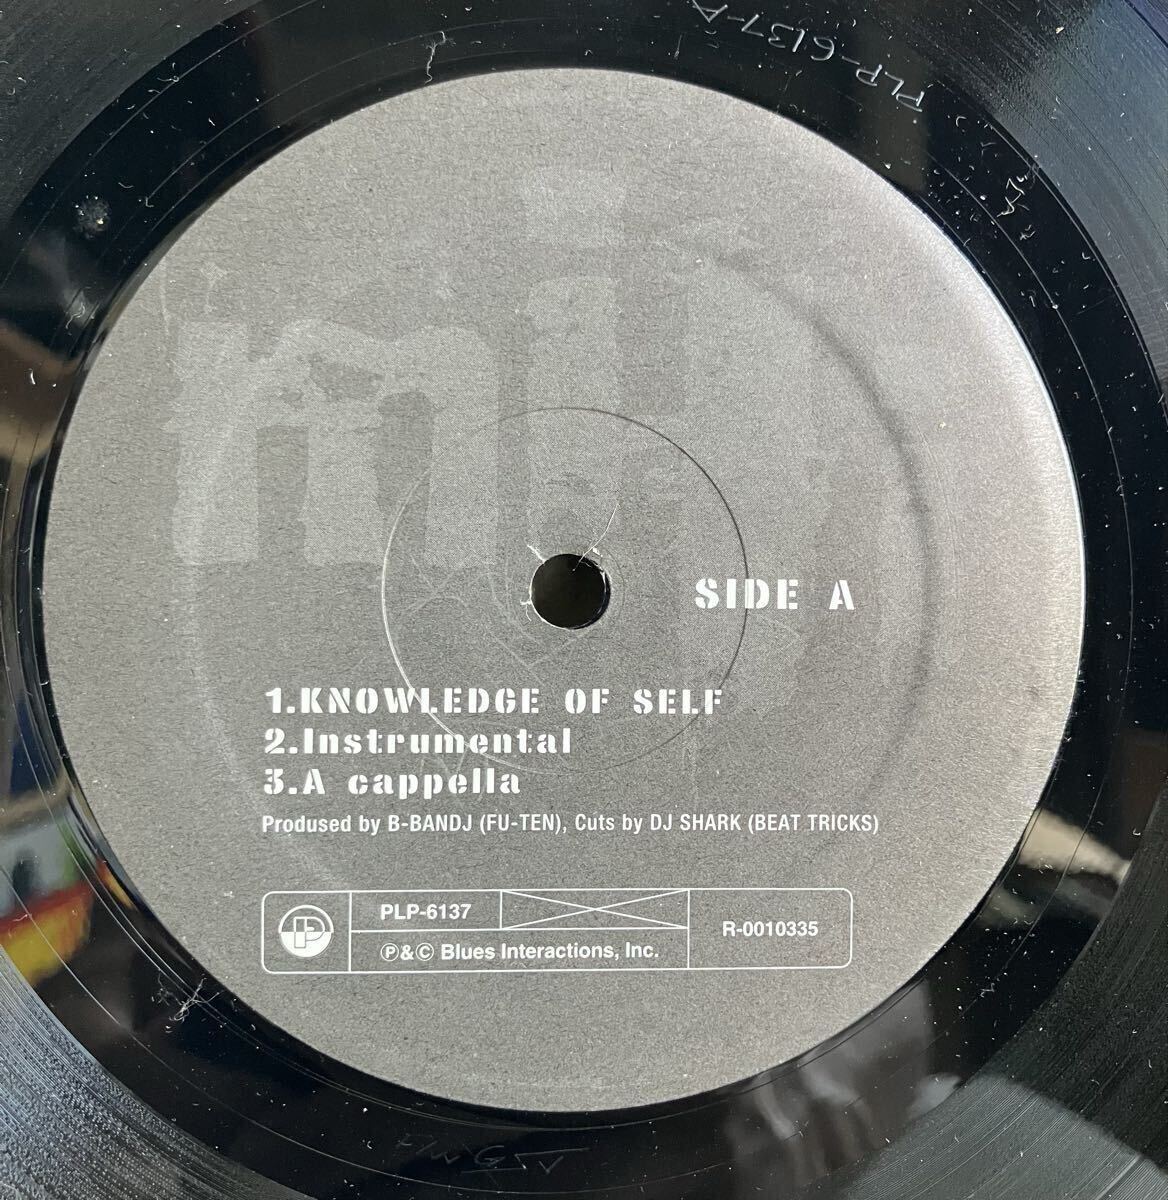 PLP-6137-A
SIDE A
1.KNOWLEDGE OF SELF
2.Instrumental
3.A cappella
Prodused by B-BANDJ (FU-TEN), Cuts by DJ SHARK (BEAT TRICKS)
PLP-6137
R-0010335
Ⓟ&© Blues Interactions, Inc.